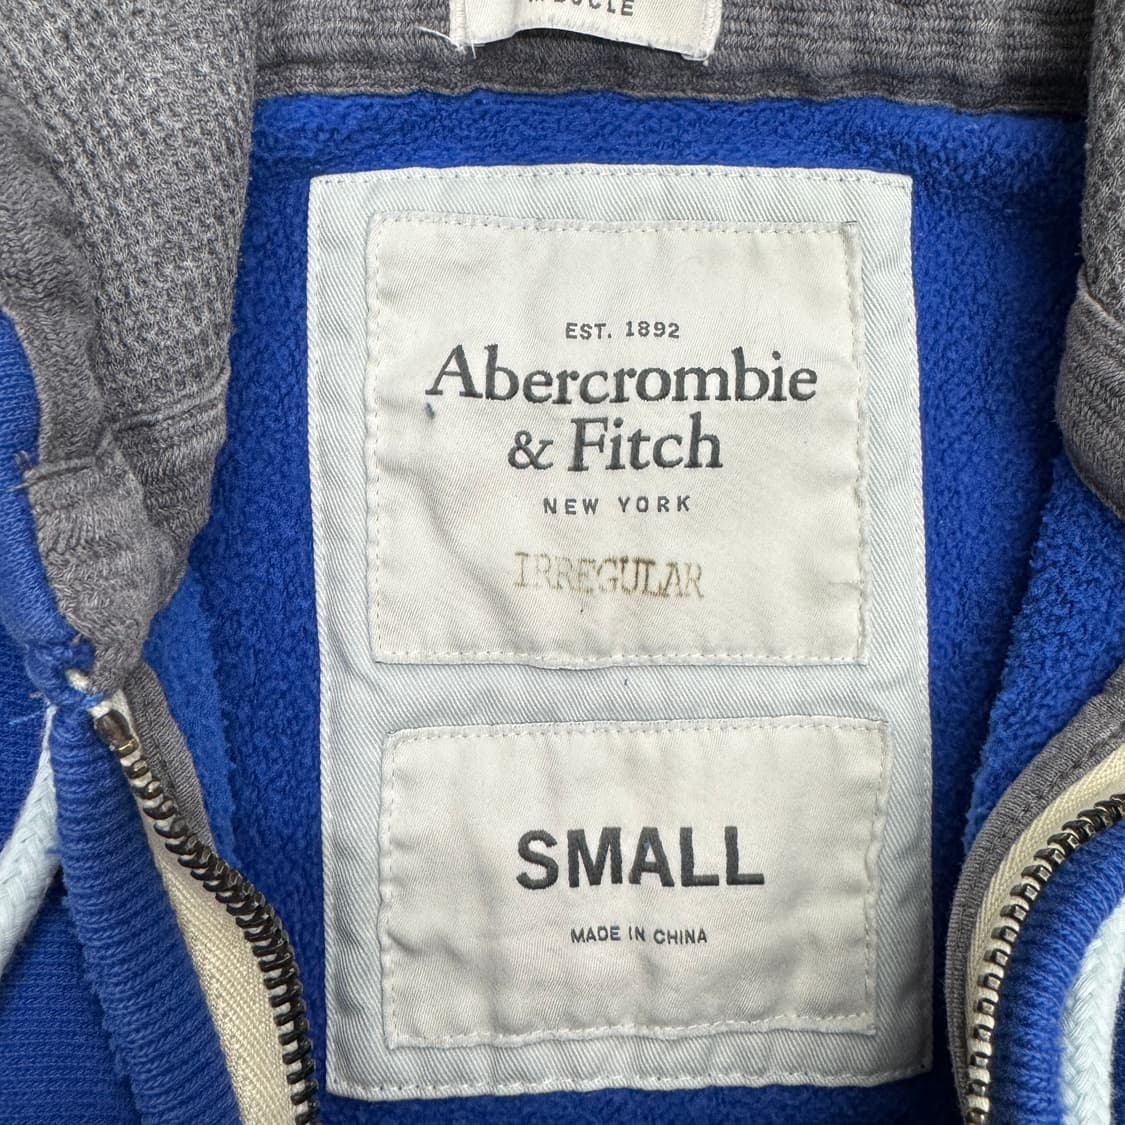 EST. 1892
Abercrombie
& Fitch
NEW YORK
IRREGULAR
SMALL
MADE IN CHINA